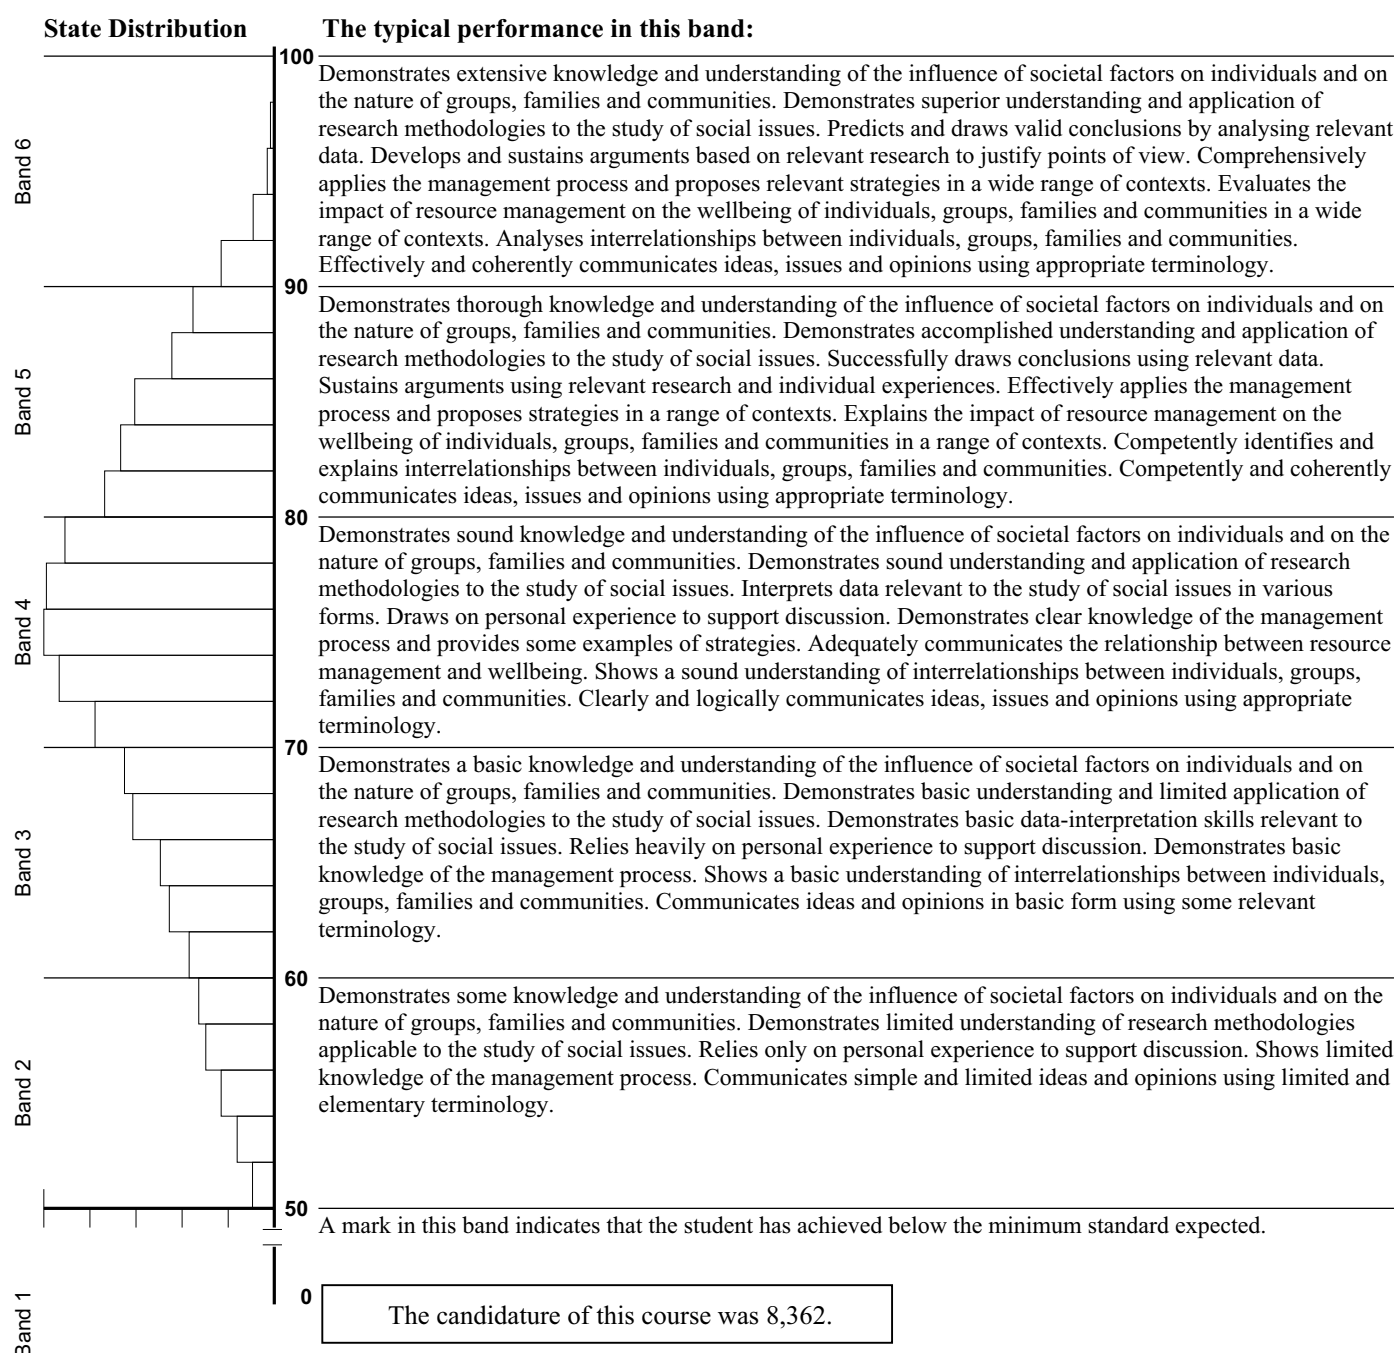 State Distribution
The typical performance in this band:
100
Band 6
Demonstrates extensive knowledge and understanding of the influence of societal factors on individuals and on
the nature of groups, families and communities. Demonstrates superior understanding and application of
research methodologies to the study of social issues. Predicts and draws valid conclusions by analysing relevant
data. Develops and sustains arguments based on relevant research to justify points of view. Comprehensively
applies the management process and proposes relevant strategies in a wide range of contexts. Evaluates the
impact of resource management on the wellbeing of individuals, groups, families and communities in a wide
range of contexts. Analyses interrelationships between individuals, groups, families and communities.
Effectively and coherently communicates ideas, issues and opinions using appropriate terminology.
90
Band 5
Demonstrates thorough knowledge and understanding of the influence of societal factors on individuals and on
the nature of groups, families and communities. Demonstrates accomplished understanding and application of
research methodologies to the study of social issues. Successfully draws conclusions using relevant data.
Sustains arguments using relevant research and individual experiences. Effectively applies the management
process and proposes strategies in a range of contexts. Explains the impact of resource management on the
wellbeing of individuals, groups, families and communities in a range of contexts. Competently identifies and
explains interrelationships between individuals, groups, families and communities. Competently and coherently
communicates ideas, issues and opinions using appropriate terminology.
80
Band 4
Demonstrates sound knowledge and understanding of the influence of societal factors on individuals and on the
nature of groups, families and communities. Demonstrates sound understanding and application of research
methodologies to the study of social issues. Interprets data relevant to the study of social issues in various
forms. Draws on personal experience to support discussion. Demonstrates clear knowledge of the management
process and provides some examples of strategies. Adequately communicates the relationship between resource
management and wellbeing. Shows a sound understanding of interrelationships between individuals, groups,
families and communities. Clearly and logically communicates ideas, issues and opinions using appropriate
terminology.
70
Band 3
Demonstrates a basic knowledge and understanding of the influence of societal factors on individuals and on
the nature of groups, families and communities. Demonstrates basic understanding and limited application of
research methodologies to the study of social issues. Demonstrates basic data-interpretation skills relevant to
the study of social issues. Relies heavily on personal experience to support discussion. Demonstrates basic
knowledge of the management process. Shows a basic understanding of interrelationships between individuals,
groups, families and communities. Communicates ideas and opinions in basic form using some relevant
terminology.
60
Band 2
Demonstrates some knowledge and understanding of the influence of societal factors on individuals and on the
nature of groups, families and communities. Demonstrates limited understanding of research methodologies
applicable to the study of social issues. Relies only on personal experience to support discussion. Shows limited
knowledge of the management process. Communicates simple and limited ideas and opinions using limited and
elementary terminology.
50
A mark in this band indicates that the student has achieved below the minimum standard expected.
Band 1
0
The candidature of this course was 8,362.